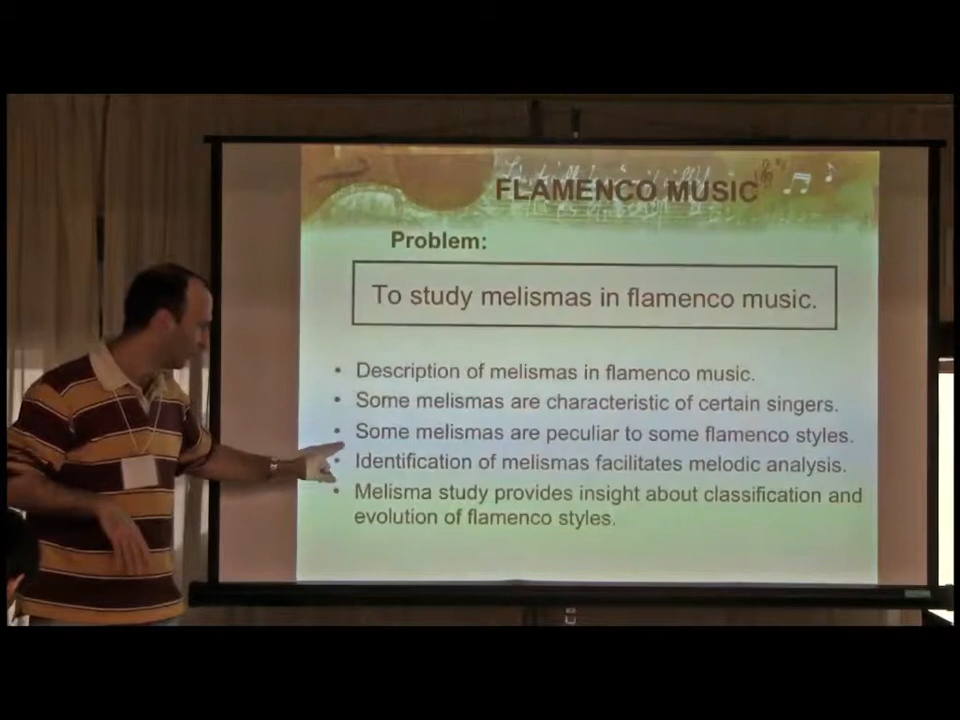 FLAMENCO MUSIC
Problem:
To study melismas in flamenco music.
• Description of melismas in flamenco music.
• Some melismas are characteristic of certain singers.
• Some melismas are peculiar to some flamenco styles.
• Identification of melismas facilitates melodic analysis.
• Melisma study provides insight about classification and
evolution of flamenco styles.